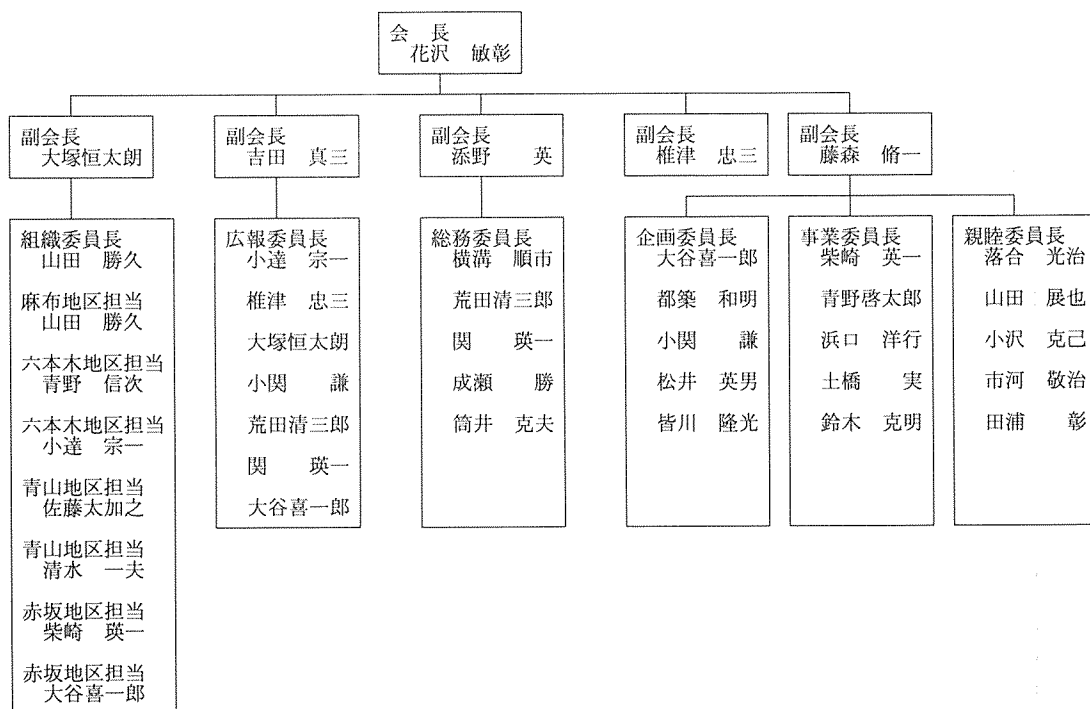 会　長
花沢　敏彰
副会長
大塚恒太朗
副会長
吉田　真三
副会長
添野　　英
副会長
椎津　忠三
副会長
藤森　脩一
組織委員長
山田　勝久
麻布地区担当
山田　勝久
六本木地区担当
青野　信次
六本木地区担当
小達　宗一
青山地区担当
佐藤太加之
青山地区担当
清水　一夫
赤坂地区担当
柴崎　瑛一
赤坂地区担当
大谷喜一郎
広報委員長
小達　宗一
椎津　忠三
大塚恒太朗
小関　　謙
荒田清三郎
関　　瑛一
大谷喜一郎
総務委員長
横溝　順市
荒田清三郎
関　　瑛一
成瀬　　勝
筒井　克夫
企画委員長
大谷喜一郎
都築　和明
小関　　謙
松井　英男
皆川　隆光
事業委員長
柴崎　英一
青野啓太郎
浜口　洋行
土橋　　実
鈴木　克明
親睦委員長
落合　光治
山田　展也
小沢　克己
市河　敬治
田浦　　彰